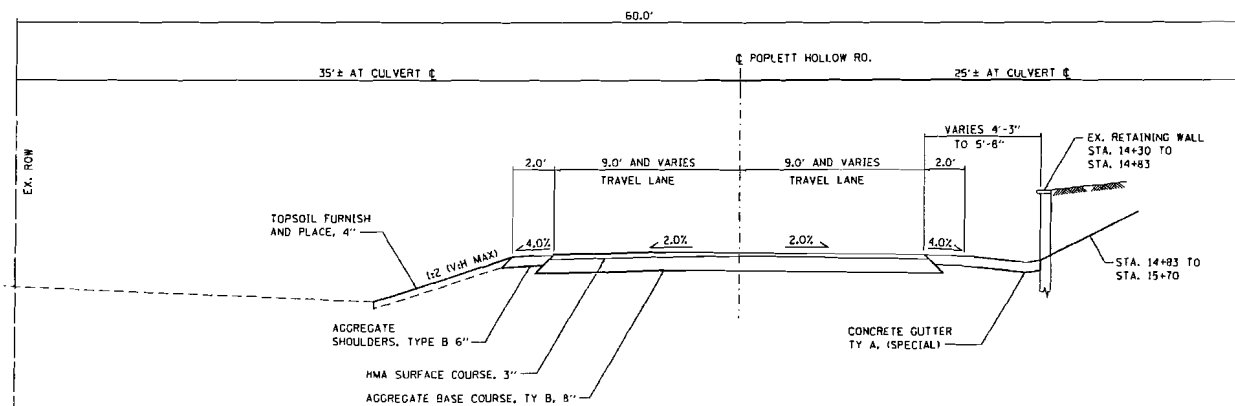 60.0'
℄ POPLETT HOLLOW RD.
35'± AT CULVERT ℄
25'± AT CULVERT ℄
EX. ROW
VARIES 4'-3"
TO 5'-8"
EX. RETAINING WALL
STA. 14+30 TO
STA. 14+83
2.0'
9.0' AND VARIES
TRAVEL LANE
9.0' AND VARIES
TRAVEL LANE
2.0'
TOPSOIL FURNISH
AND PLACE, 4"
1:2 (V:H MAX)
4.0%
2.0%
2.0%
4.0%
STA. 14+83 TO
STA. 15+70
AGGREGATE
SHOULDERS, TYPE B 6"
CONCRETE GUTTER
TY A, (SPECIAL)
HMA SURFACE COURSE, 3"
AGGREGATE BASE COURSE, TY B, 8"